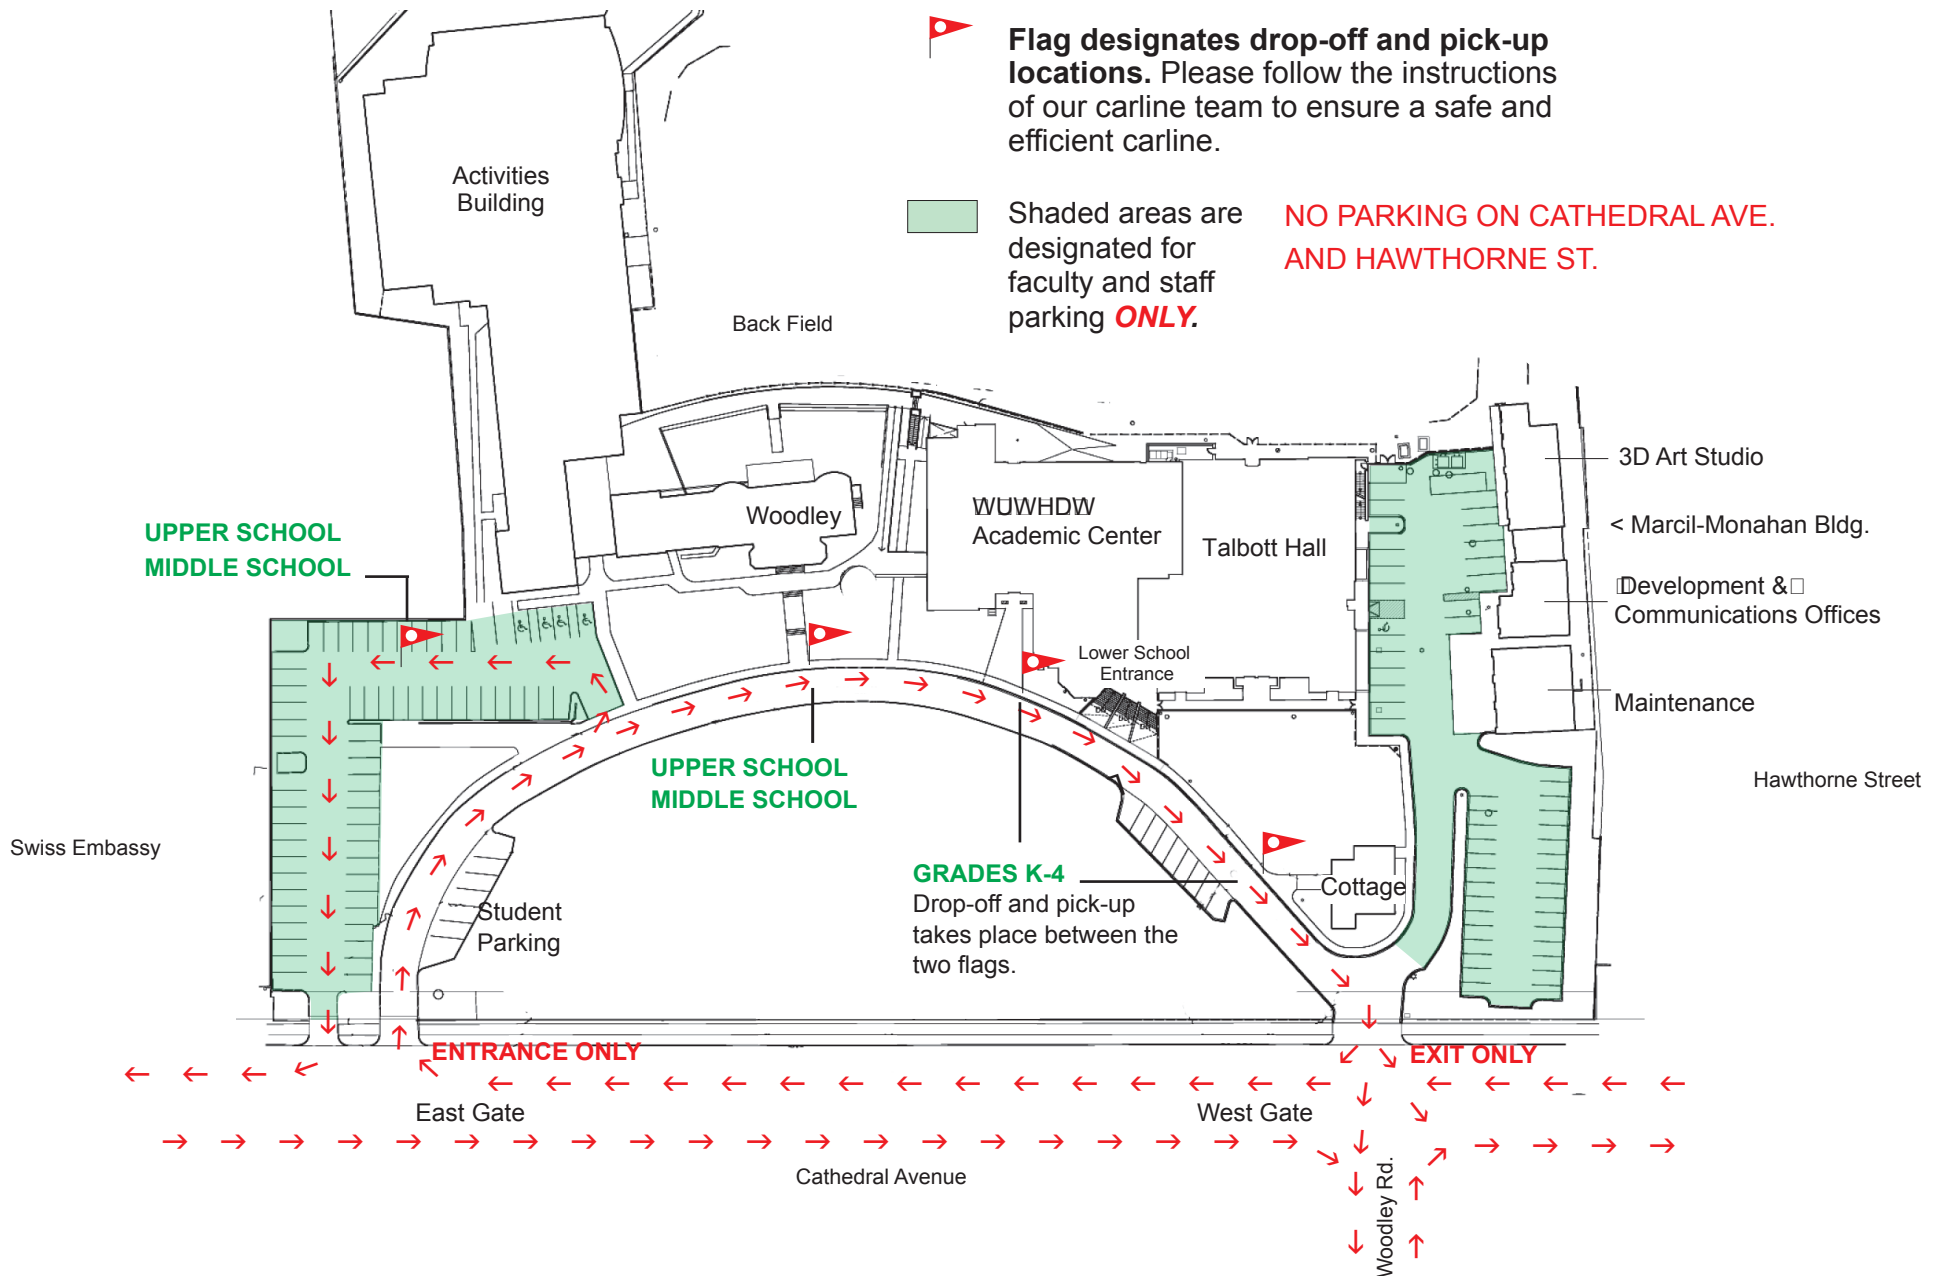 Flag designates drop-off and pick-up
locations. Please follow the instructions
of our carline team to ensure a safe and
efficient carline.
Shaded areas are
designated for
faculty and staff
parking ONLY.
NO PARKING ON CATHEDRAL AVE.
AND HAWTHORNE ST.
Activities
Building
Back Field
3D Art Studio
< Marcil-Monahan Bldg.
Development &
Communications Offices
Maintenance
Hawthorne Street
Woodley
WUWHDW
Academic Center
Talbott Hall
UPPER SCHOOL
MIDDLE SCHOOL
Lower School
Entrance
UPPER SCHOOL
MIDDLE SCHOOL
Swiss Embassy
Student
Parking
GRADES K-4
Drop-off and pick-up
takes place between the
two flags.
Cottage
ENTRANCE ONLY
EXIT ONLY
East Gate
West Gate
Cathedral Avenue
Woodley Rd.